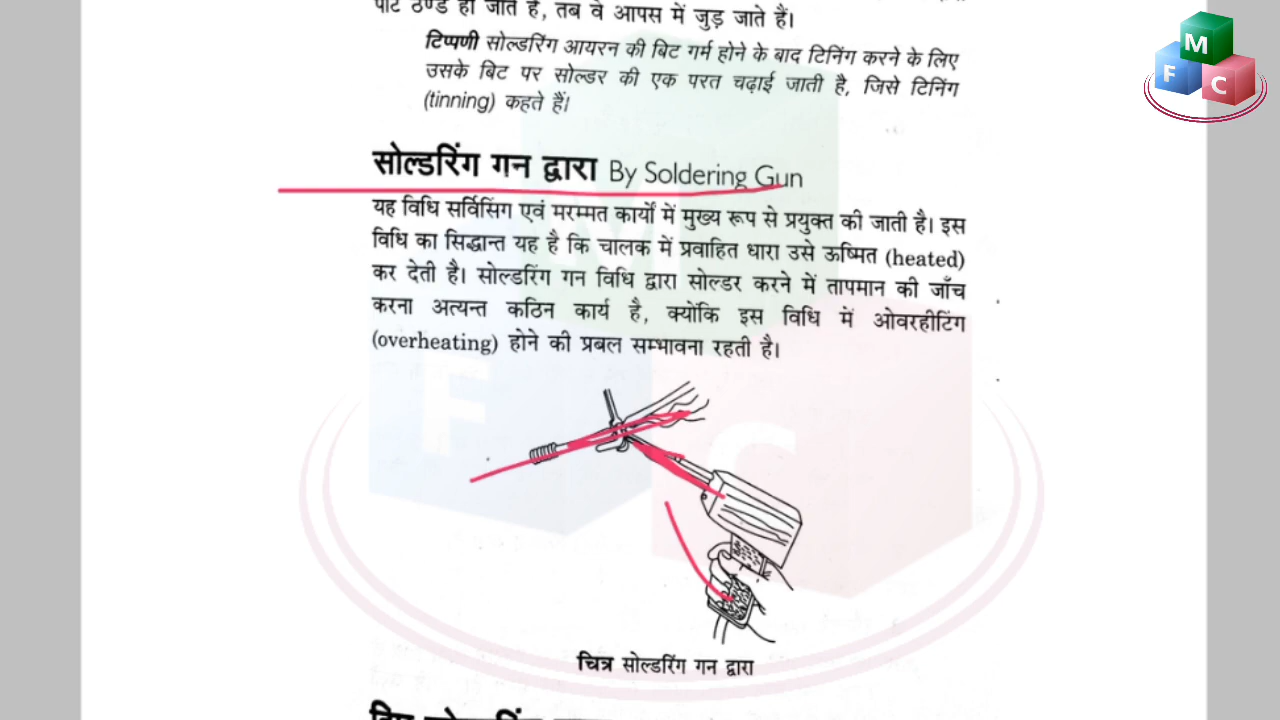 पार्ट ठण्डे हो जाते हैं, तब वे आपस में जुड़ जाते हैं।
टिप्पणी सोल्डरिंग आयरन की बिट गर्म होने के बाद टिनिंग करने के लिए
उसके बिट पर सोल्डर की एक परत चढ़ाई जाती है, जिसे टिनिंग
(tinning) कहते हैं।
सोल्डरिंग गन द्वारा By Soldering Gun
यह विधि सर्विसिंग एवं मरम्मत कार्यों में मुख्य रूप से प्रयुक्त की जाती है। इस
विधि का सिद्धान्त यह है कि चालक में प्रवाहित धारा उसे ऊष्मित (heated)
कर देती है। सोल्डरिंग गन विधि द्वारा सोल्डर करने में तापमान की जाँच
करना अत्यन्त कठिन कार्य है, क्योंकि इस विधि में ओवरहीटिंग
(overheating) होने की प्रबल सम्भावना रहती है।
चित्र सोल्डरिंग गन द्वारा
M
F
C
M
F
C